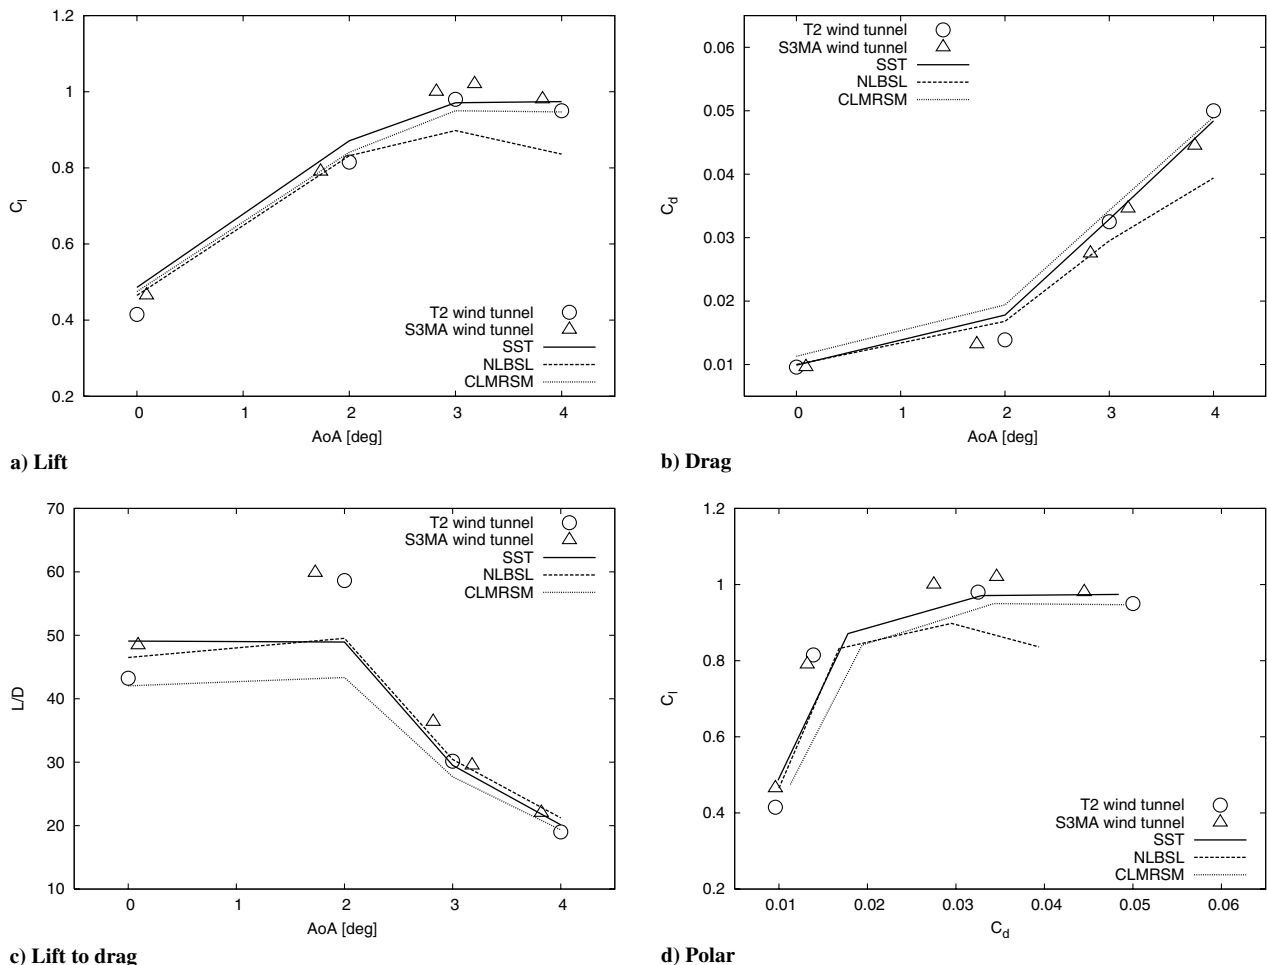 1.2
1
0.8
0.6
0.4
0.2
C_l
0 1 2 3 4
AoA [deg]
T2 wind tunnel
S3MA wind tunnel
SST
NLBSL
CLMRSM
a) Lift
0.06
0.05
0.04
0.03
0.02
0.01
C_d
0 1 2 3 4
AoA [deg]
T2 wind tunnel
S3MA wind tunnel
SST
NLBSL
CLMRSM
b) Drag
70
60
50
40
30
20
10
L/D
0 1 2 3 4
AoA [deg]
T2 wind tunnel
S3MA wind tunnel
SST
NLBSL
CLMRSM
c) Lift to drag
1.2
1
0.8
0.6
0.4
0.2
C_l
0.01 0.02 0.03 0.04 0.05 0.06
C_d
T2 wind tunnel
S3MA wind tunnel
SST
NLBSL
CLMRSM
d) Polar